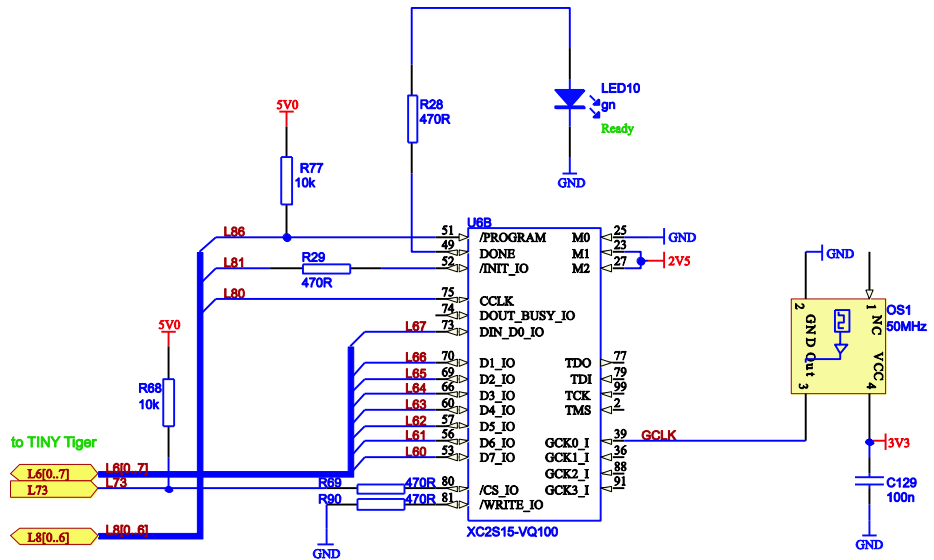 LED10
gn
Ready
GND
R28
470R
5V0
R77
10k
L86
L81
R29
470R
L80
5V0
R68
10k
L67
L66
L65
L64
L63
L62
L61
L60
to TINY Tiger
L6[0..7]
L6[0..7]
L73
L73
R69
470R
R90
470R
L8[0..6]
L8[0..6]
GND
U6B
51 /PROGRAM M0 25
49 DONE M1 23
52 /INIT_IO M2 27
75 CCLK
74 DOUT_BUSY_IO
73 DIN_D0_IO
70 D1_IO TDO 77
69 D2_IO TDI 79
66 D3_IO TCK 99
60 D4_IO TMS 2
57 D5_IO
56 D6_IO GCK0_I 39
53 D7_IO GCK1_I 36
GCK2_I 88
80 /CS_IO GCK3_I 91
81 /WRITE_IO
XC2S15-VQ100
GND
2V5
GCLK
GND
2 GND
1 NC
OS1
50MHz
3 Out
4 VCC
3V3
C129
100n
GND